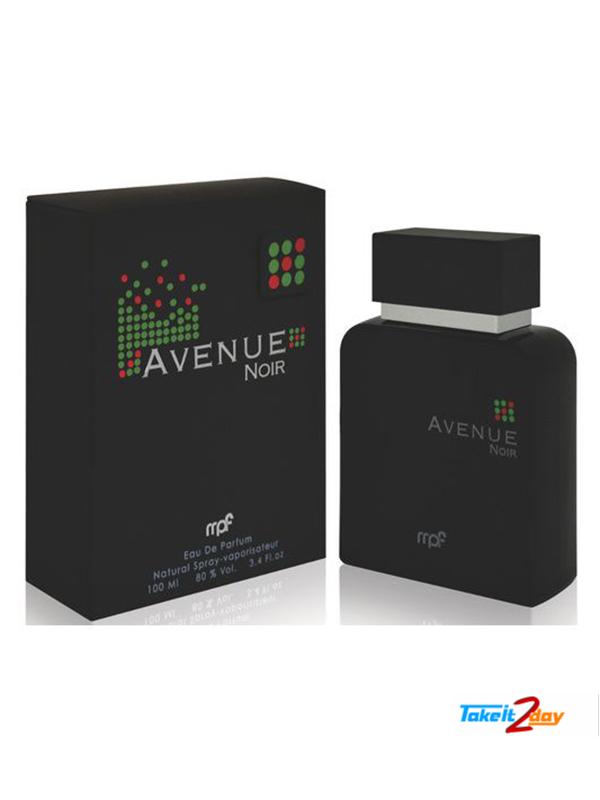 AVENUE
NOIR
mpf
Eau De Parfum
Natural Spray-vaporisateur
100 Ml 80 % Vol. 3.4 Fl.oz
AVENUE
NOIR
mpf
TakeIt2day